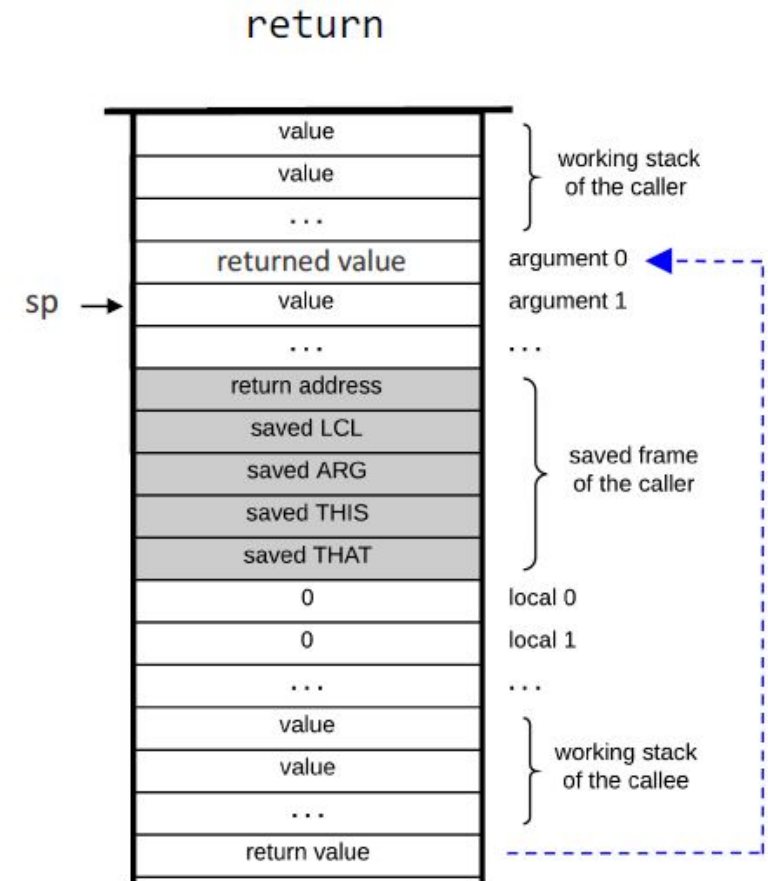 return
value
value
working stack
of the caller
...
returned value
argument 0
sp
value
argument 1
...
...
return address
saved LCL
saved ARG
saved frame
of the caller
saved THIS
saved THAT
0
local 0
0
local 1
...
...
value
value
working stack
of the callee
...
return value